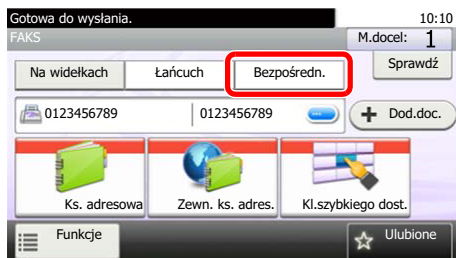 Gotowa do wysłania. 10:10
FAKS M.docel: 1
Na widełkach Łańcuch Bezpośredn. Sprawdź
0123456789 0123456789 Dod.doc.
Ks. adresowa Zewn. ks. adres. Kl.szybkiego dost.
Funkcje Ulubione